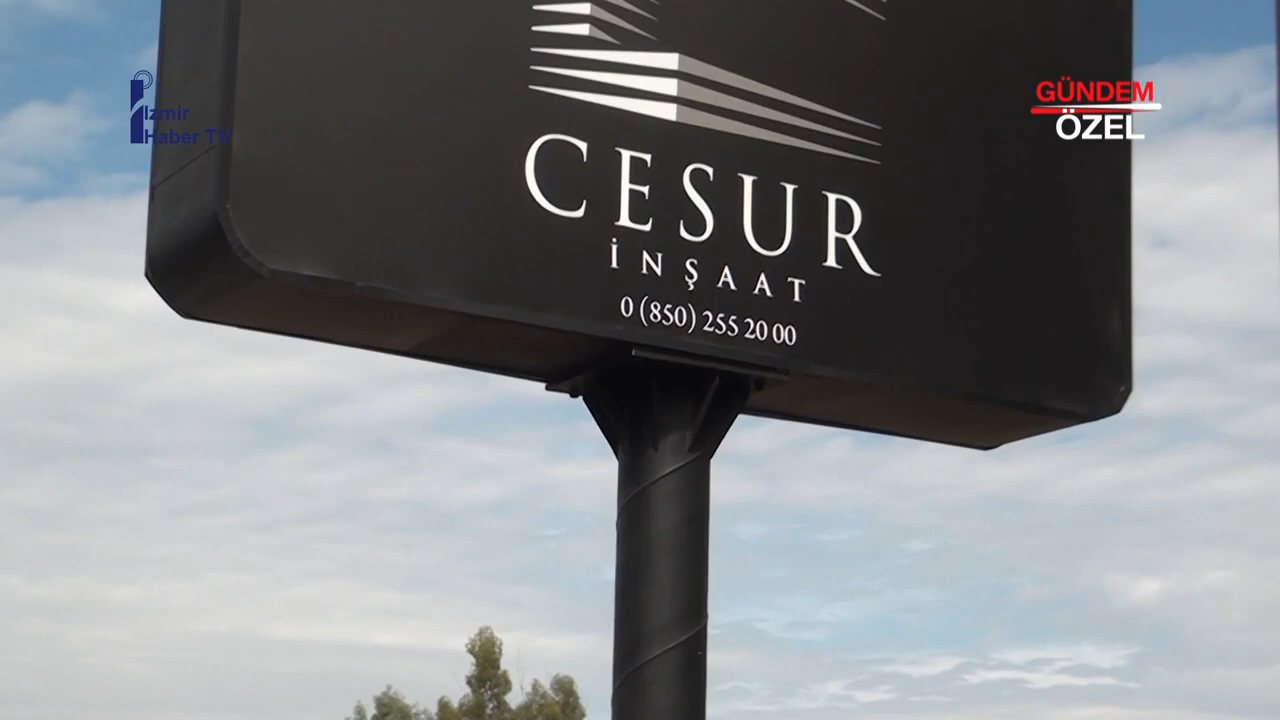 İzmir
Haber TV
GÜNDEM
ÖZEL
CESUR
İNŞAAT
0 (850) 255 20 00